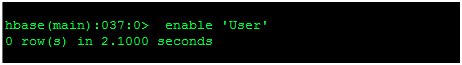 hbase(main):037:0>  enable 'User'
0 row(s) in 2.1000 seconds